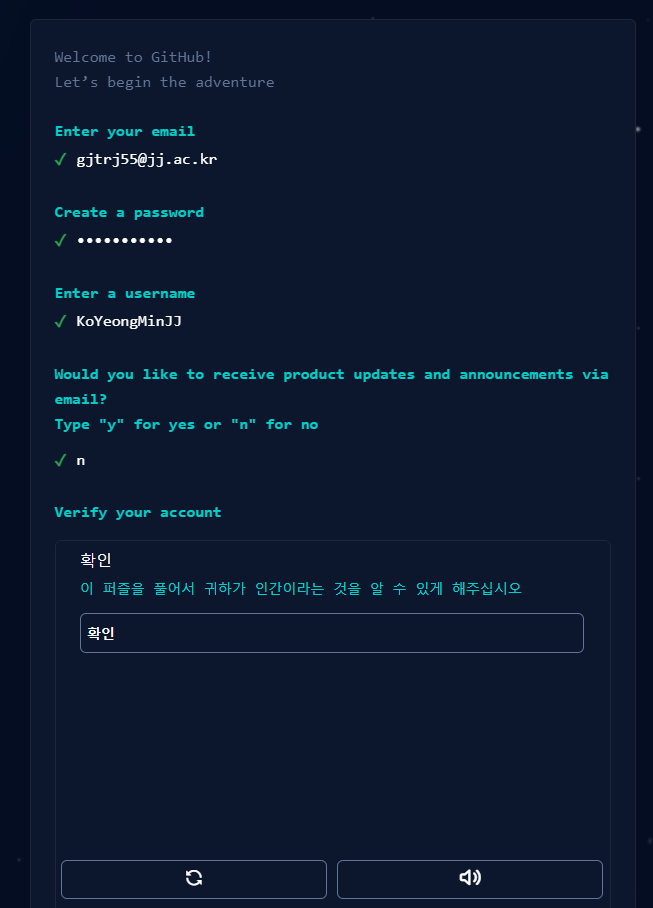 Welcome to GitHub!
Let’s begin the adventure
Enter your email
✓ gjtrj55@jj.ac.kr
Create a password
✓ •••••••••••
Enter a username
✓ KoYeongMinJJ
Would you like to receive product updates and announcements via
email?
Type "y" for yes or "n" for no
✓ n
Verify your account
확인
이 퍼즐을 풀어서 귀하가 인간이라는 것을 알 수 있게 해주십시오
확인